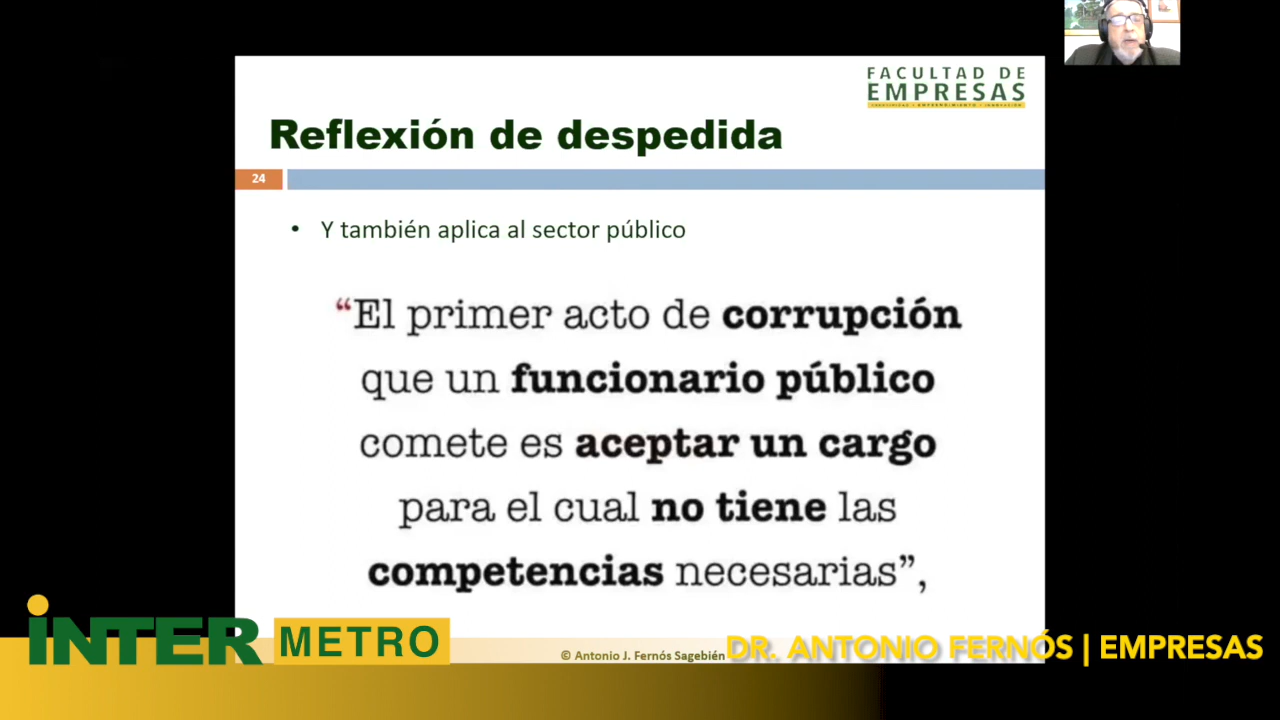 FACULTAD DE
EMPRESAS
Reflexión de despedida
24
• Y también aplica al sector público
“El primer acto de corrupción
que un funcionario público
comete es aceptar un cargo
para el cual no tiene las
competencias necesarias”,
iNTER METRO
© Antonio J. Fernós Sagebién
DR. ANTONIO FERNÓS | EMPRESAS